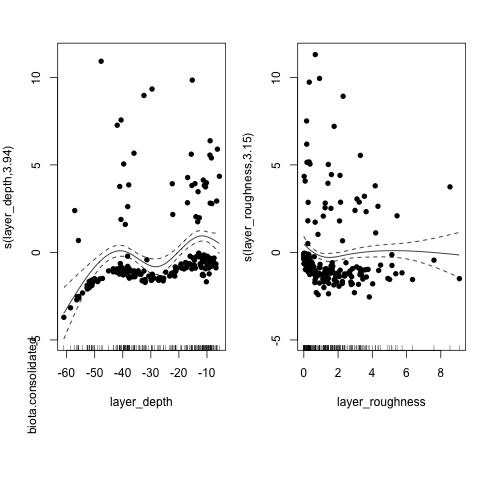 s(layer_depth,3.94)
10
5
0
-5
-60 -50 -40 -30 -20 -10
layer_depth
biota.consolidated
s(layer_roughness,3.15)
10
5
0
-5
0 2 4 6 8
layer_roughness